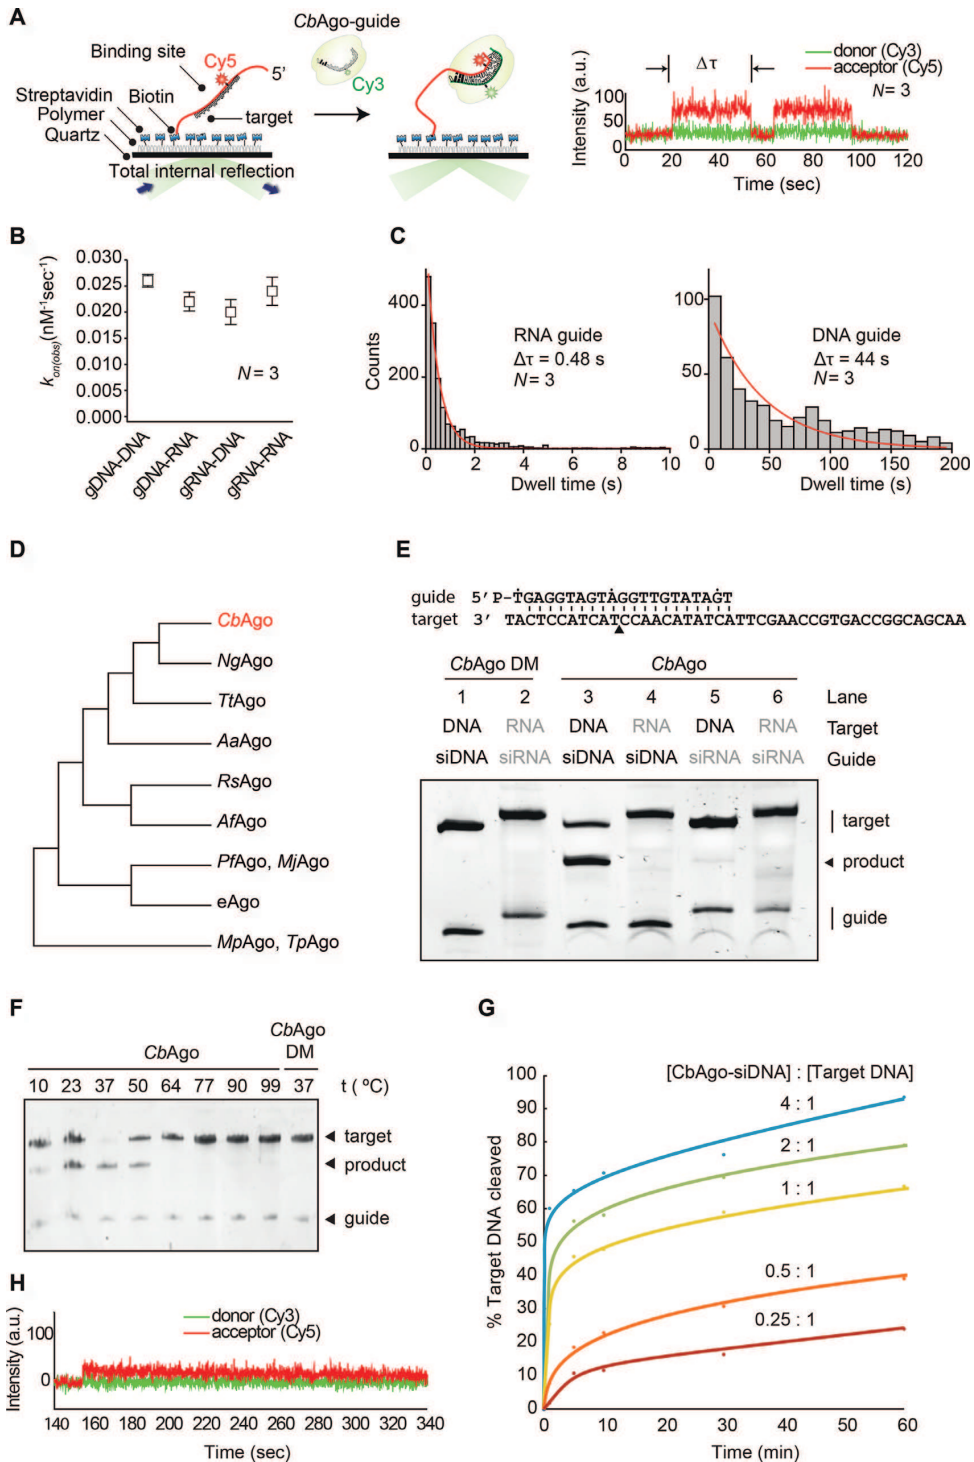 A
CbAgo-guide
Binding site
Cy5
5’
Cy3
Streptavidin
Biotin
Polymer
target
Quartz
Total internal reflection
Δτ
donor (Cy3)
acceptor (Cy5)
N= 3
Intensity (a.u.)
100
50
0
0 20 40 60 80 100 120
Time (sec)
B
kon(obs)(nM-1sec-1)
0.030
0.020
0.010
0.000
N= 3
gDNA-DNA
gDNA-RNA
gRNA-DNA
gRNA-RNA
C
Counts
400
200
0
RNA guide
Δτ = 0.48 s
N= 3
0 2 4 6 8 10
Dwell time (s)
100
50
0
DNA guide
Δτ = 44 s
N= 3
0 50 100 150 200
Dwell time (s)
D
CbAgo
NgAgo
TtAgo
AaAgo
RsAgo
AfAgo
PfAgo, MjAgo
eAgo
MpAgo, TpAgo
E
guide 5’P-TGAGGTAGTAGGTTGTATAGT
target 3’ TACTCCATCATCCAACATATCATTCGAACCGTGACCGGCAGCAA
CbAgo DM CbAgo
1 2 3 4 5 6 Lane
DNA RNA DNA RNA DNA RNA Target
siDNA siRNA siDNA siDNA siRNA siRNA Guide
target
product
guide
F
CbAgo
CbAgo DM
10 23 37 50 64 77 90 99 37 t ( ºC)
target
product
guide
G
[CbAgo-siDNA] : [Target DNA]
4 : 1
2 : 1
1 : 1
0.5 : 1
0.25 : 1
% Target DNA cleaved
100
90
80
70
60
50
40
30
20
10
0
0 10 20 30 40 50 60
Time (min)
H
donor (Cy3)
acceptor (Cy5)
Intensity (a.u.)
100
0
140 160 180 200 220 240 260 280 300 320 340
Time (sec)